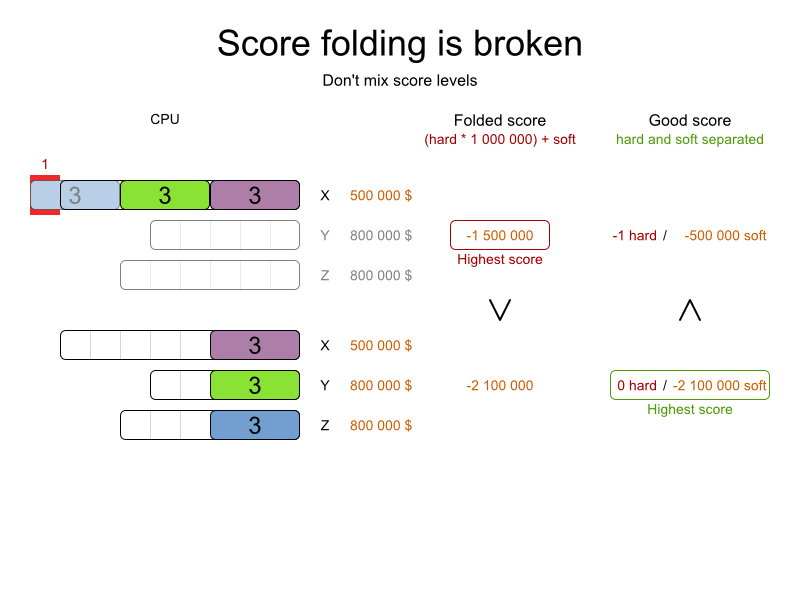 Score folding is broken
Don't mix score levels
CPU
Folded score
Good score
(hard * 1 000 000) + soft
hard and soft separated
1
3 3 3 X 500 000 $
Y 800 000 $ -1 500 000 -1 hard / -500 000 soft
Highest score
Z 800 000 $
3 X 500 000 $
3 Y 800 000 $ -2 100 000 0 hard / -2 100 000 soft
Highest score
3 Z 800 000 $